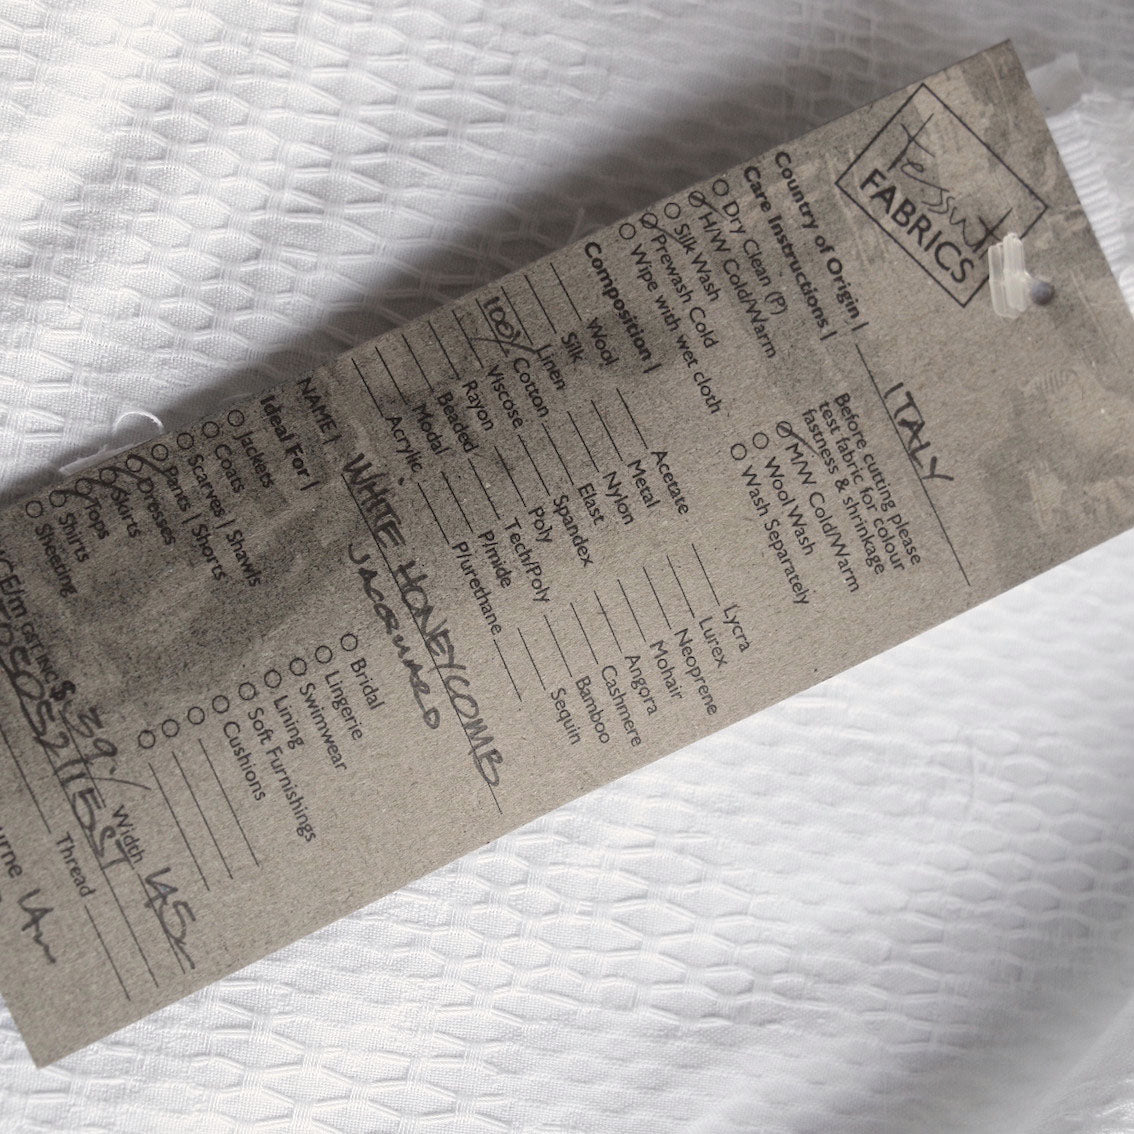 tessuti
FABRICS
Country of Origin | ITALY
Care Instructions |
Before cutting please
test fabric for colour
fastness & shrinkage
Dry Clean (P)
H/W Cold/Warm
Silk Wash
Prewash Cold
Wipe with wet cloth
M/W Cold/Warm
Wool Wash
Wash Separately
Composition |
Wool Acetate Lycra
Silk Metal Lurex
Linen Nylon Neoprene
100% Cotton Elast Mohair
Viscose Spandex Angora
Rayon Poly Cashmere
Beaded Tech/Poly Bamboo
Modal P/mide Sequin
Acrylic P/urethane
NAME | WHITE HONEYCOMB
JACQUARD
Ideal For |
Jackets Bridal
Coats Lingerie
Scarves | Shawls Swimwear
Pants | Shorts Lining
Dresses Soft Furnishings
Skirts Cushions
Tops
Shirts
Sheeting
GST INC $ 39 / Width 145
Thread